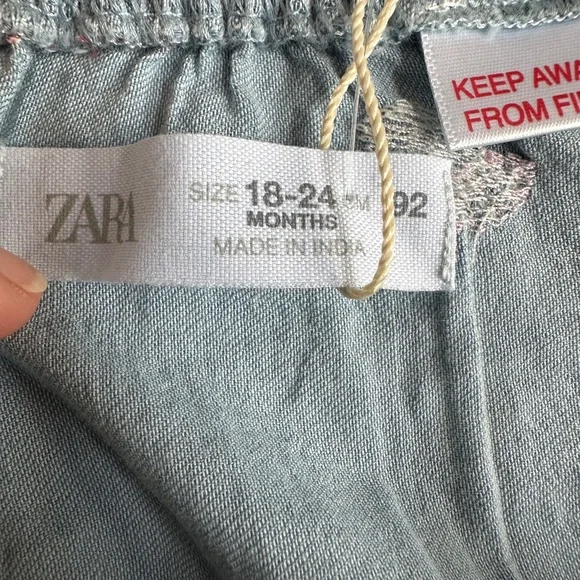 ZARA
SIZE 18-24 M 92
MONTHS
MADE IN INDIA
KEEP AWA
FROM FI